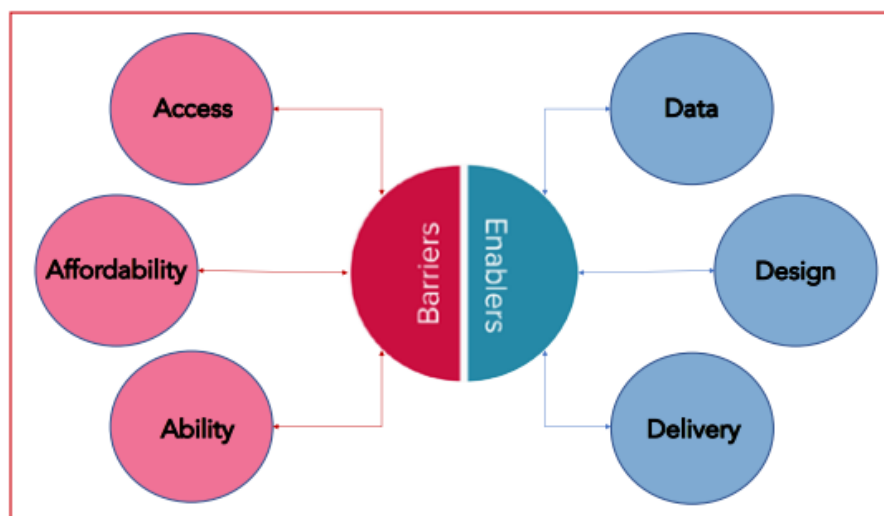 Access
Affordability
Ability
Barriers
Enablers
Data
Design
Delivery